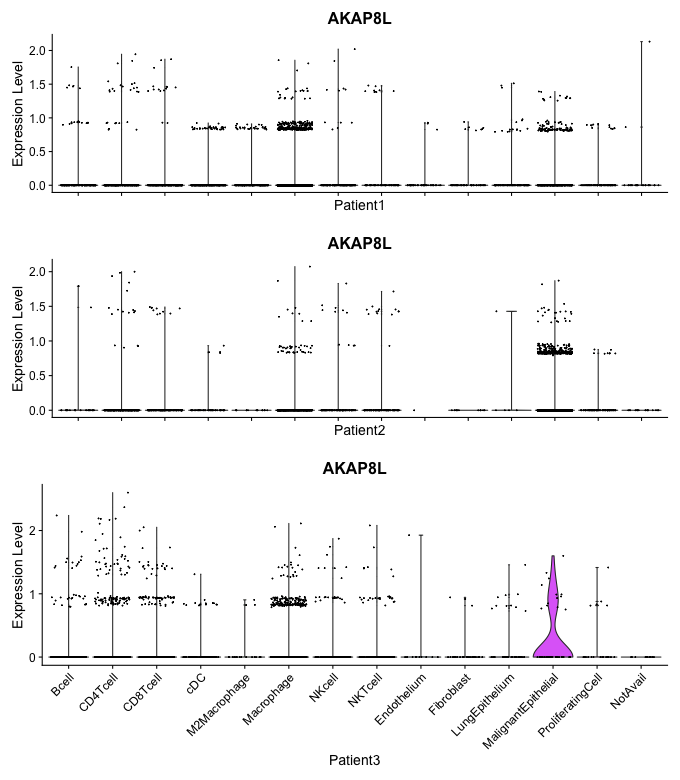 AKAP8L
2.0
1.5
1.0
0.5
0.0
Expression Level
Patient1
AKAP8L
2.0
1.5
1.0
0.5
0.0
Expression Level
Patient2
AKAP8L
2
1
0
Expression Level
Bcell
CD4Tcell
CD8Tcell
cDC
M2Macrophage
Macrophage
NKcell
NKTcell
Endothelium
Fibroblast
LungEpithelium
MalignantEpithelial
ProliferatingCell
NotAvail
Patient3